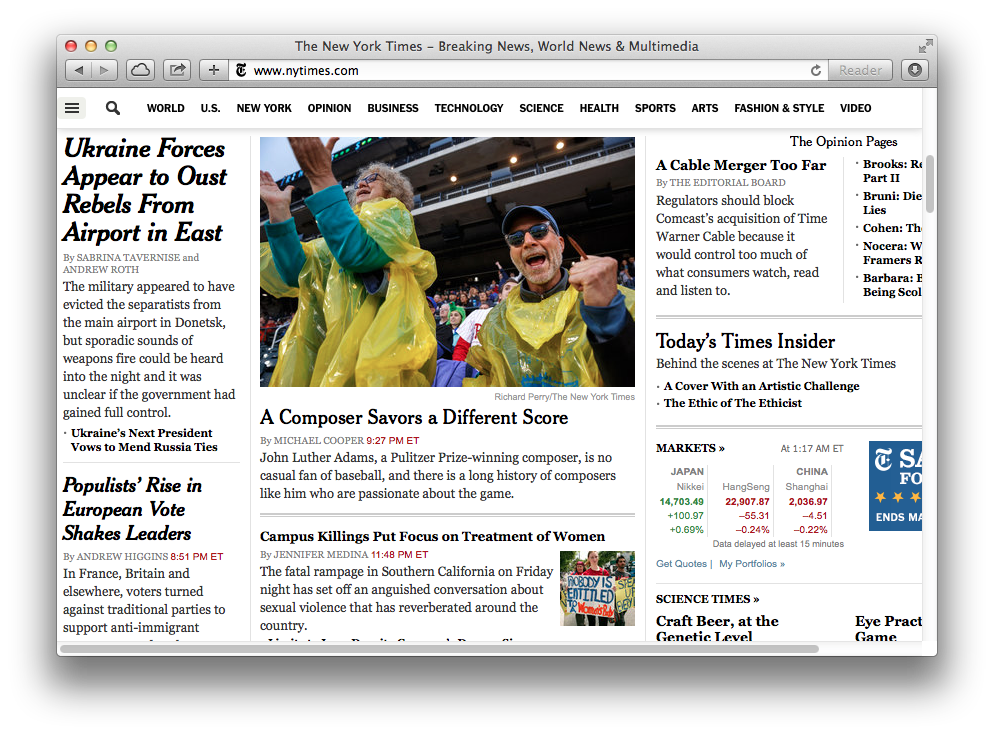 The New York Times – Breaking News, World News & Multimedia
www.nytimes.com
Reader
WORLD U.S. NEW YORK OPINION BUSINESS TECHNOLOGY SCIENCE HEALTH SPORTS ARTS FASHION & STYLE VIDEO
Ukraine Forces
Appear to Oust
Rebels From
Airport in East
By SABRINA TAVERNISE and
ANDREW ROTH
The military appeared to have
evicted the separatists from
the main airport in Donetsk,
but sporadic sounds of
weapons fire could be heard
into the night and it was
unclear if the government had
gained full control.
· Ukraine’s Next President
Vows to Mend Russia Ties
Populists’ Rise in
European Vote
Shakes Leaders
By ANDREW HIGGINS 8:51 PM ET
In France, Britain and
elsewhere, voters turned
against traditional parties to
support anti-immigrant
Richard Perry/The New York Times
A Composer Savors a Different Score
By MICHAEL COOPER 9:27 PM ET
John Luther Adams, a Pulitzer Prize-winning composer, is no
casual fan of baseball, and there is a long history of composers
like him who are passionate about the game.
Campus Killings Put Focus on Treatment of Women
By JENNIFER MEDINA 11:48 PM ET
The fatal rampage in Southern California on Friday
night has set off an anguished conversation about
sexual violence that has reverberated around the
country.
NOBODY IS
ENTITLED
TO A
Woman's Body
The Opinion Pages
A Cable Merger Too Far
By THE EDITORIAL BOARD
Regulators should block
Comcast’s acquisition of Time
Warner Cable because it
would control too much of
what consumers watch, read
and listen to.
· Brooks: Re
Part II
· Bruni: Die
Lies
· Cohen: Th
· Nocera: W
Framers R
· Barbara: B
Being Scol
Today’s Times Insider
Behind the scenes at The New York Times
· A Cover With an Artistic Challenge
· The Ethic of The Ethicist
MARKETS » At 1:17 AM ET
JAPAN CHINA
Nikkei HangSeng Shanghai
14,703.49 22,907.87 2,036.97
+100.97 –55.31 –4.51
+0.69% –0.24% –0.22%
Data delayed at least 15 minutes
Get Quotes | My Portfolios »
SA
FO
ENDS MA
SCIENCE TIMES »
Craft Beer, at the
Genetic Level
Eye Pract
Game